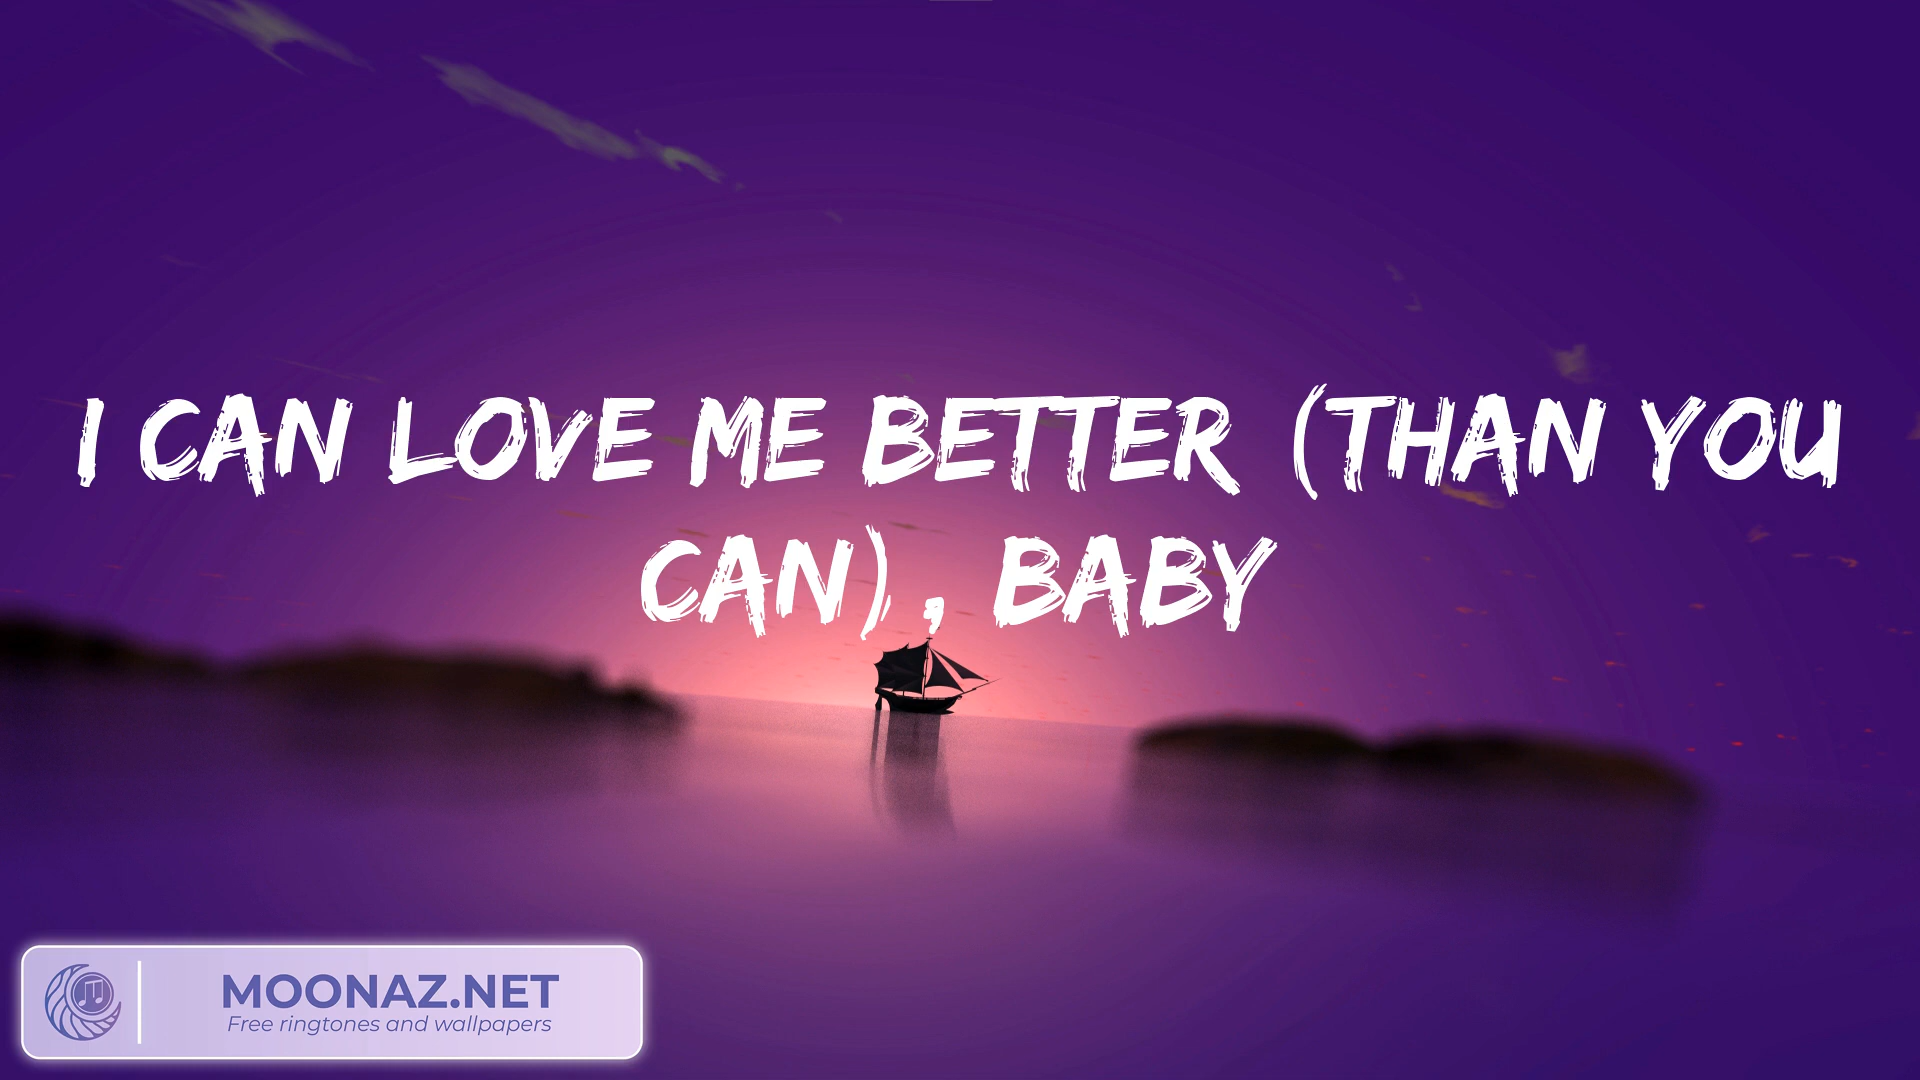 I CAN LOVE ME BETTER (THAN YOU
CAN), BABY
MOONAZ.NET
Free ringtones and wallpapers